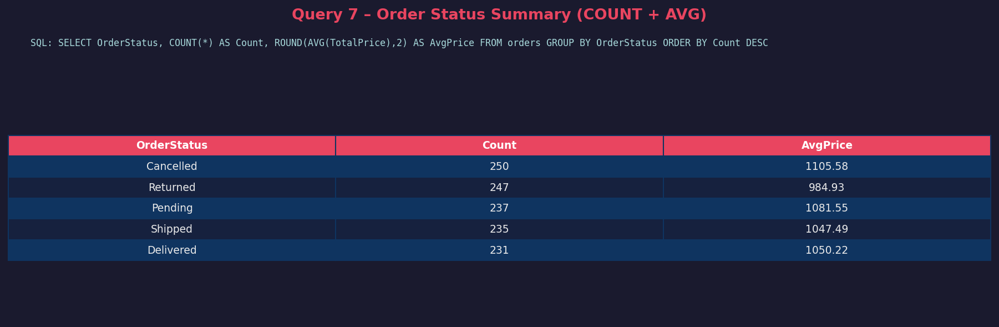 Query 7 – Order Status Summary (COUNT + AVG)
SQL: SELECT OrderStatus, COUNT(*) AS Count, ROUND(AVG(TotalPrice),2) AS AvgPrice FROM orders GROUP BY OrderStatus ORDER BY Count DESC
OrderStatus Count AvgPrice
Cancelled 250 1105.58
Returned 247 984.93
Pending 237 1081.55
Shipped 235 1047.49
Delivered 231 1050.22